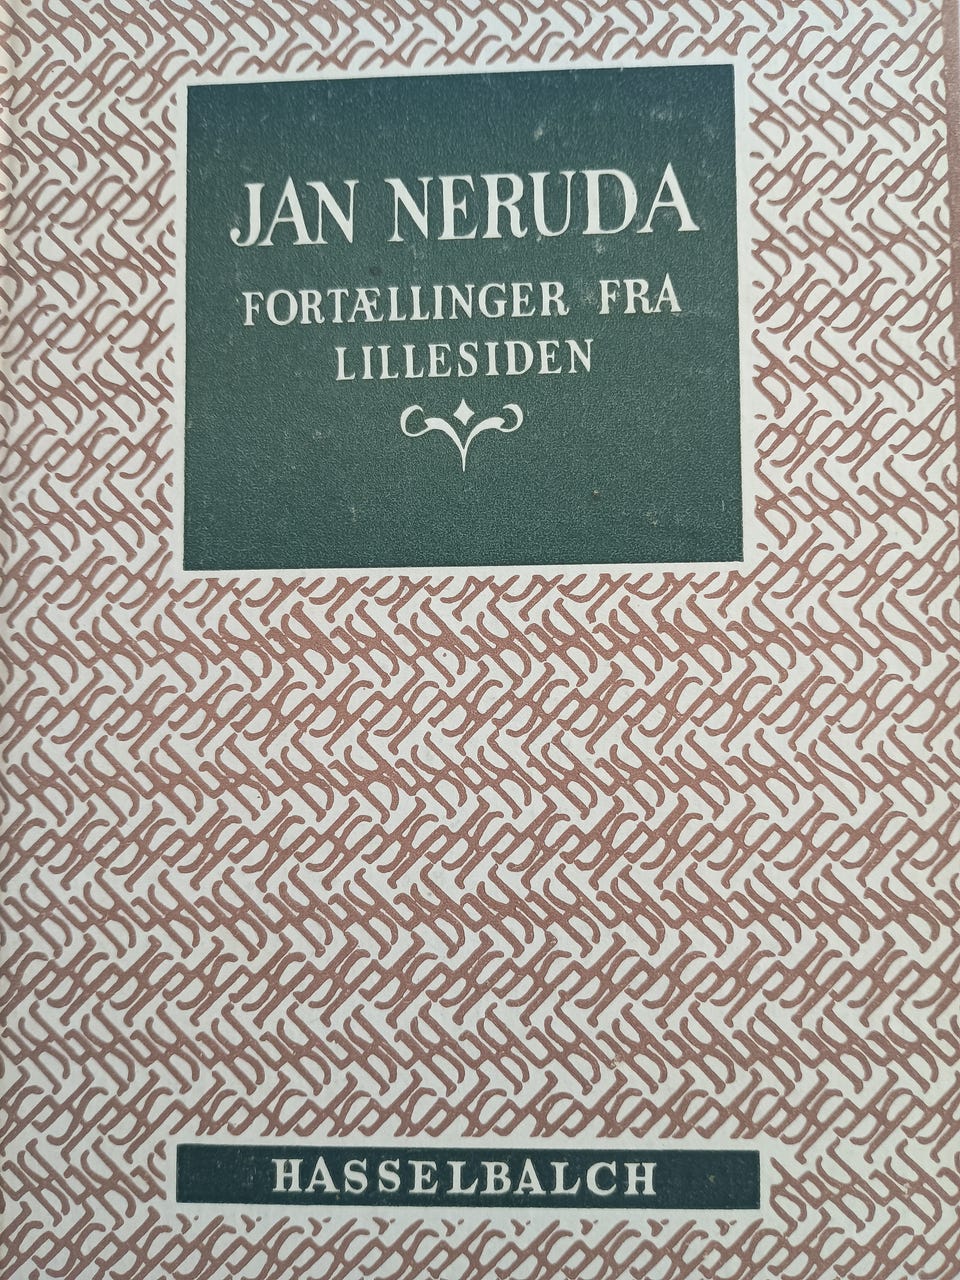 JAN NERUDA
FORTÆLLINGER FRA
LILLESIDEN
HASSELBALCH